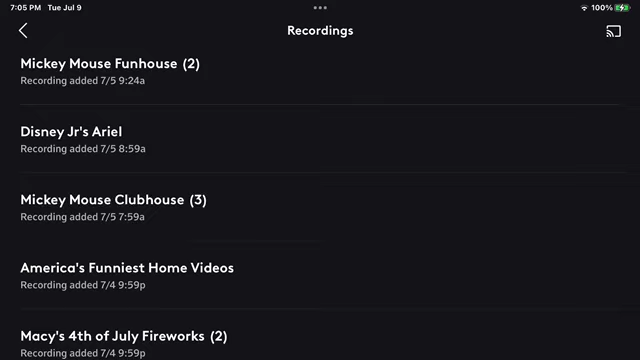 7:05 PM Tue Jul 9
100%
Recordings
Mickey Mouse Funhouse (2)
Recording added 7/5 9:24a
Disney Jr's Ariel
Recording added 7/5 8:59a
Mickey Mouse Clubhouse (3)
Recording added 7/5 7:59a
America's Funniest Home Videos
Recording added 7/4 9:59p
Macy's 4th of July Fireworks (2)
Recording added 7/4 9:59p